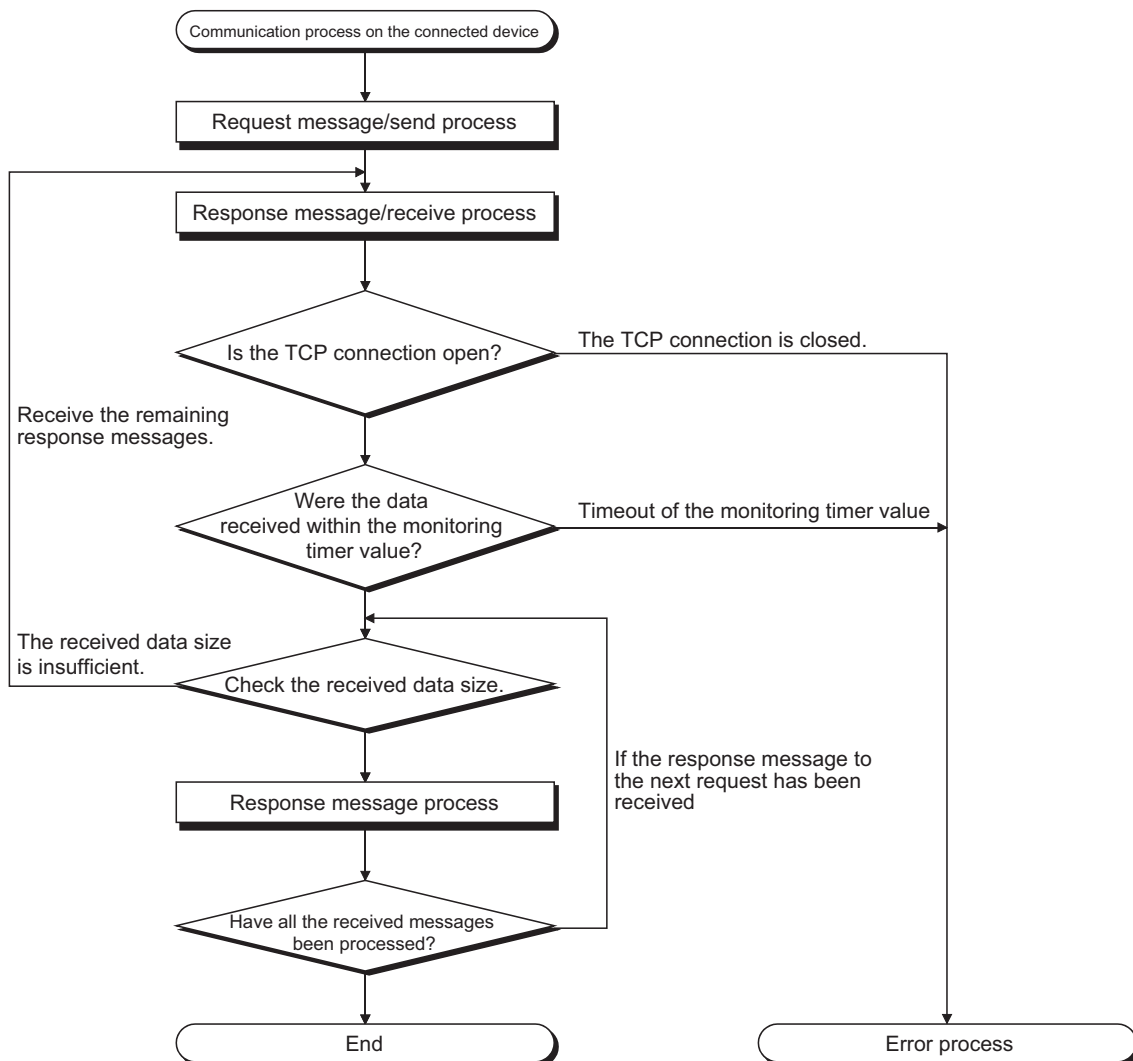 Communication process on the connected device
Request message/send process
Response message/receive process
Is the TCP connection open?
The TCP connection is closed.
Receive the remaining
response messages.
Were the data
received within the monitoring
timer value?
Timeout of the monitoring timer value
The received data size
is insufficient.
Check the received data size.
If the response message to
the next request has been
received
Response message process
Have all the received messages
been processed?
End
Error process